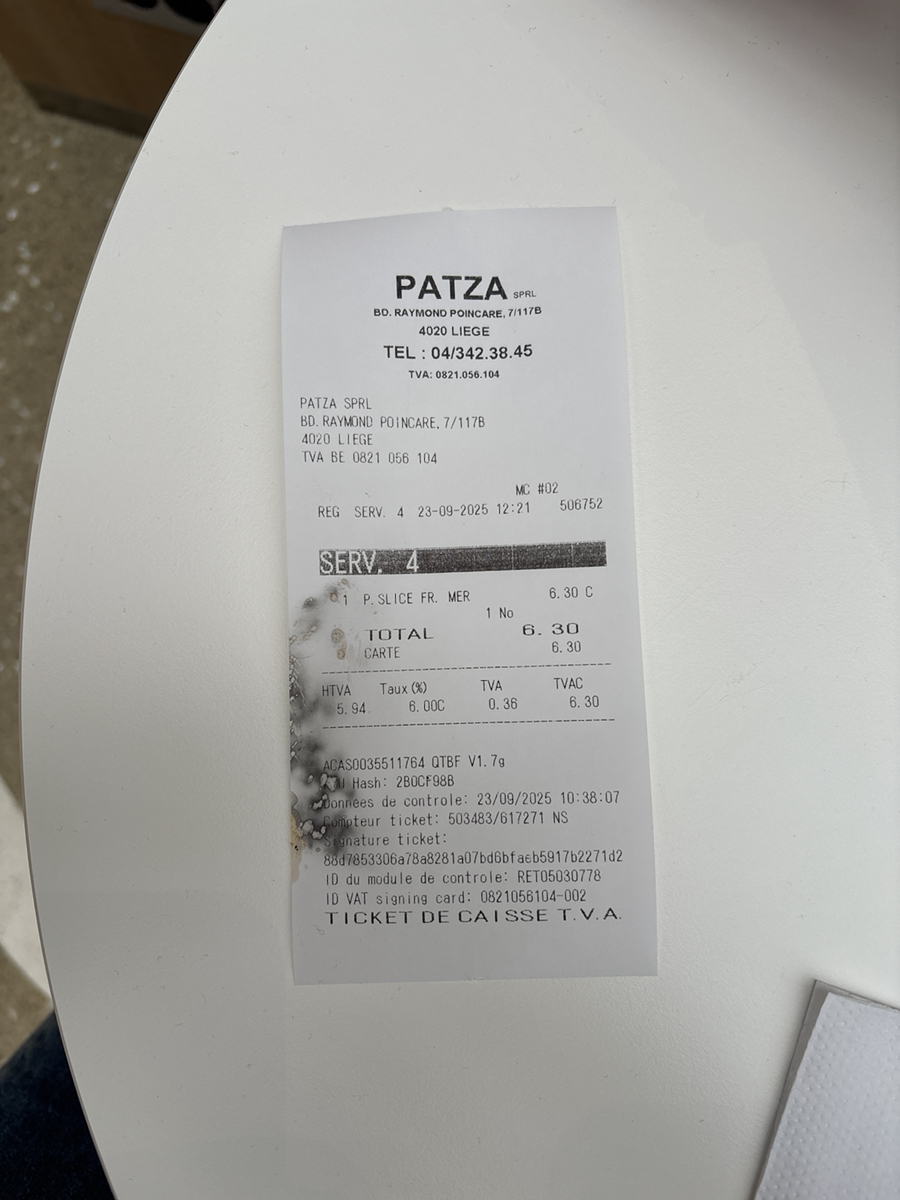 PATZA SPRL
BD. RAYMOND POINCARE, 7/117B
4020 LIEGE
TEL : 04/342.38.45
TVA: 0821.056.104
PATZA SPRL
BD. RAYMOND POINCARE, 7/117B
4020 LIEGE
TVA BE 0821 056 104
MC #02
REG SERV. 4 23-09-2025 12:21 506752
SERV. 4
1 P.SLICE FR. MER 6.30 C
1 No
TOTAL 6.30
CARTE 6.30
HTVA Taux(%) TVA TVAC
5.94 6.00C 0.36 6.30
ACAS0035511764 QTBF V1.7g
Hash: 2B0CF98B
Données de controle: 23/09/2025 10:38:07
Compteur ticket: 503483/617271 NS
Signature ticket:
88d7853306a78a8281a07bd6bfaeb5917b2271d2
ID du module de controle: RET05030778
ID VAT signing card: 0821056104-002
TICKET DE CAISSE T.V.A.